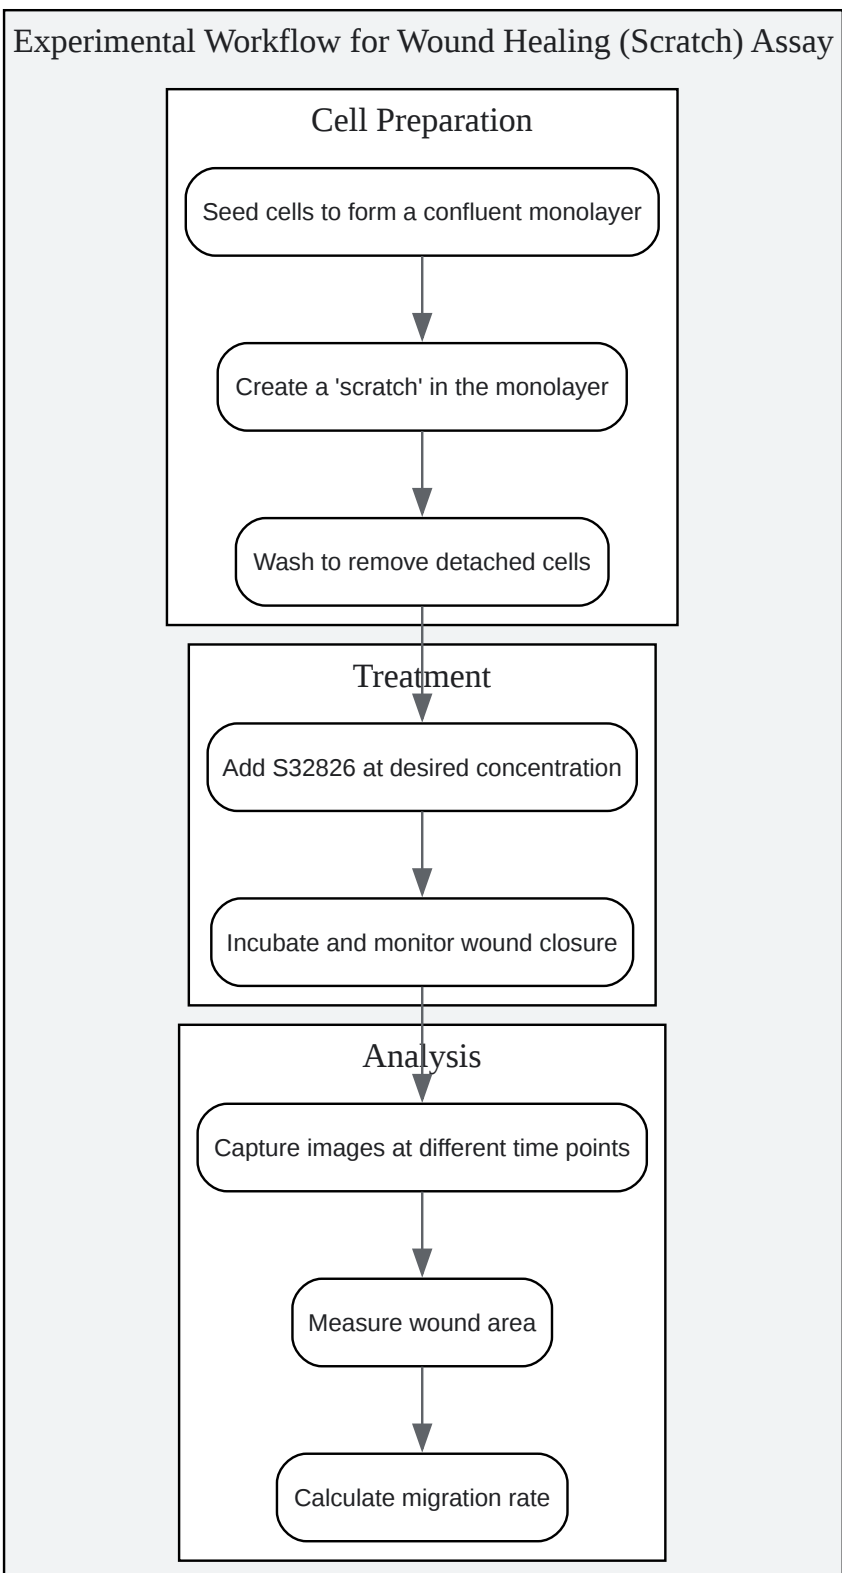 Experimental Workflow for Wound Healing (Scratch) Assay
Cell Preparation
Seed cells to form a confluent monolayer
Create a 'scratch' in the monolayer
Wash to remove detached cells
Treatment
Add S32826 at desired concentration
Incubate and monitor wound closure
Analysis
Capture images at different time points
Measure wound area
Calculate migration rate